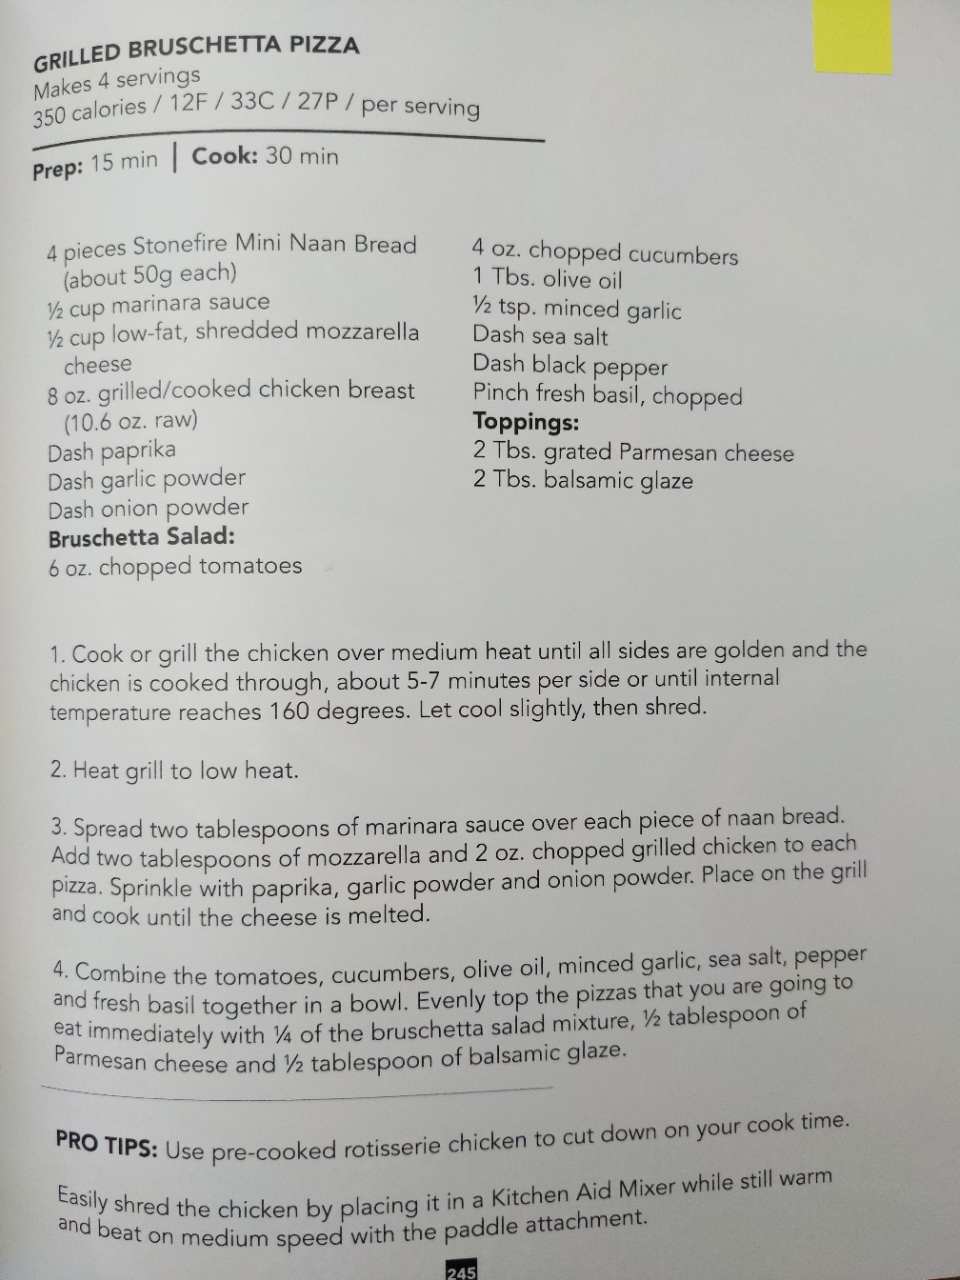 GRILLED BRUSCHETTA PIZZA
Makes 4 servings
350 calories / 12F / 33C / 27P / per serving
Prep: 15 min | Cook: 30 min
4 pieces Stonefire Mini Naan Bread
(about 50g each)
½ cup marinara sauce
½ cup low-fat, shredded mozzarella
cheese
8 oz. grilled/cooked chicken breast
(10.6 oz. raw)
Dash paprika
Dash garlic powder
Dash onion powder
Bruschetta Salad:
6 oz. chopped tomatoes
4 oz. chopped cucumbers
1 Tbs. olive oil
½ tsp. minced garlic
Dash sea salt
Dash black pepper
Pinch fresh basil, chopped
Toppings:
2 Tbs. grated Parmesan cheese
2 Tbs. balsamic glaze
1. Cook or grill the chicken over medium heat until all sides are golden and the
chicken is cooked through, about 5-7 minutes per side or until internal
temperature reaches 160 degrees. Let cool slightly, then shred.
2. Heat grill to low heat.
3. Spread two tablespoons of marinara sauce over each piece of naan bread.
Add two tablespoons of mozzarella and 2 oz. chopped grilled chicken to each
pizza. Sprinkle with paprika, garlic powder and onion powder. Place on the grill
and cook until the cheese is melted.
4. Combine the tomatoes, cucumbers, olive oil, minced garlic, sea salt, pepper
and fresh basil together in a bowl. Evenly top the pizzas that you are going to
eat immediately with ¼ of the bruschetta salad mixture, ½ tablespoon of
Parmesan cheese and ½ tablespoon of balsamic glaze.
PRO TIPS: Use pre-cooked rotisserie chicken to cut down on your cook time.
Easily shred the chicken by placing it in a Kitchen Aid Mixer while still warm
and beat on medium speed with the paddle attachment.
245